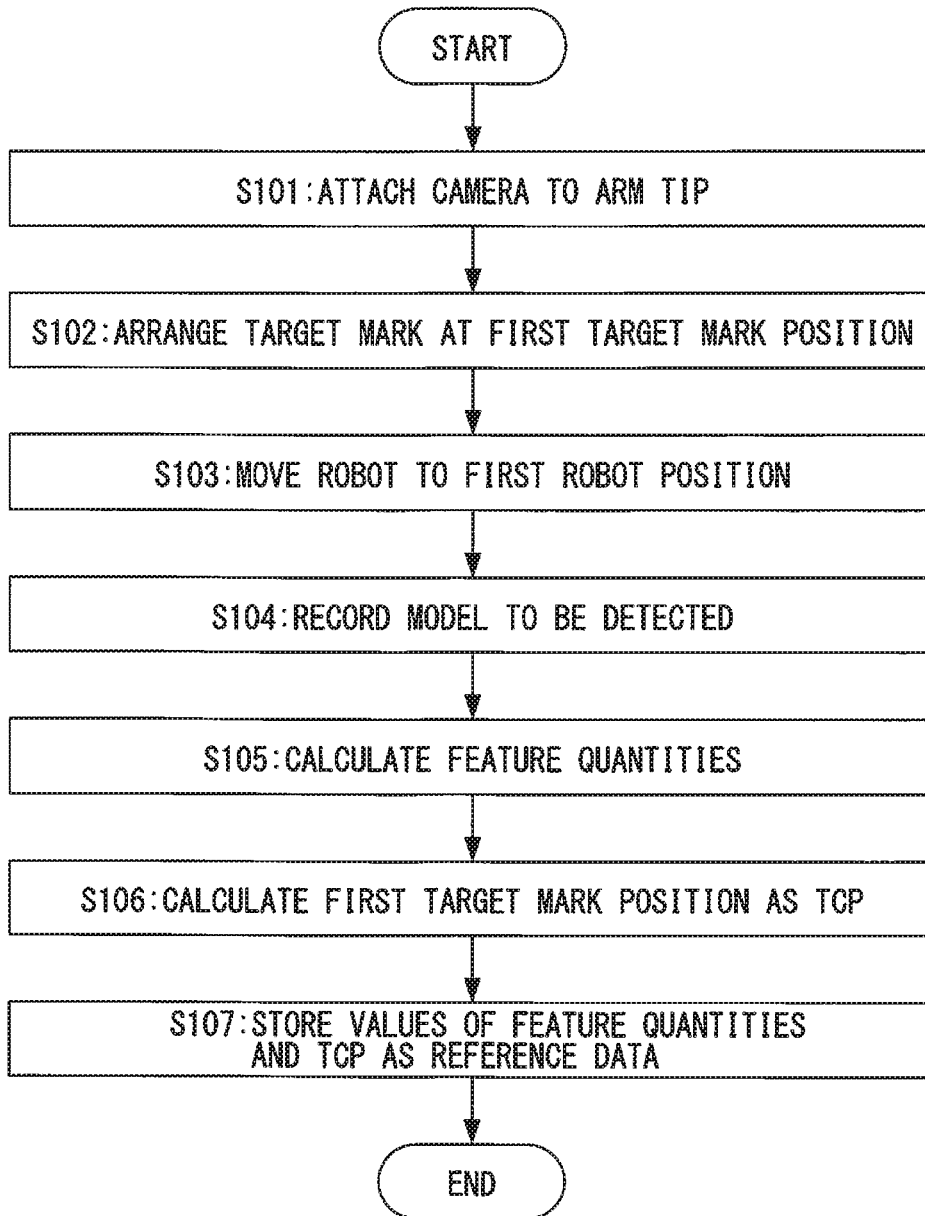 START
S101:ATTACH CAMERA TO ARM TIP
S102:ARRANGE TARGET MARK AT FIRST TARGET MARK POSITION
S103:MOVE ROBOT TO FIRST ROBOT POSITION
S104:RECORD MODEL TO BE DETECTED
S105:CALCULATE FEATURE QUANTITIES
S106:CALCULATE FIRST TARGET MARK POSITION AS TCP
S107:STORE VALUES OF FEATURE QUANTITIES
AND TCP AS REFERENCE DATA
END